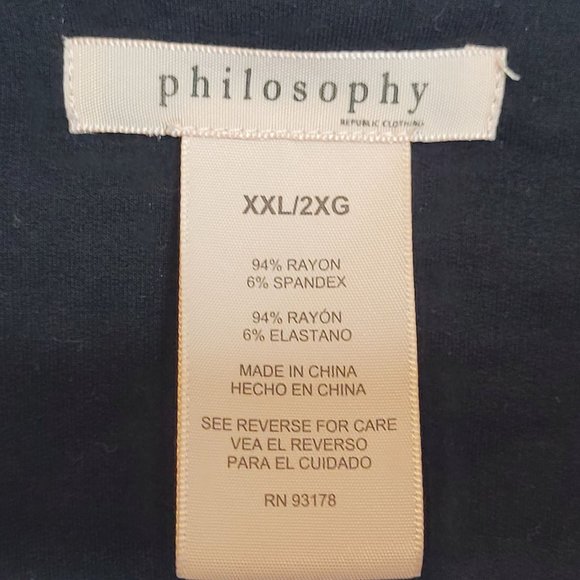 philosophy
REPUBLIC CLOTHING
XXL/2XG
94% RAYON
6% SPANDEX
94% RAYÓN
6% ELASTANO
MADE IN CHINA
HECHO EN CHINA
SEE REVERSE FOR CARE
VEA EL REVERSO
PARA EL CUIDADO
RN 93178